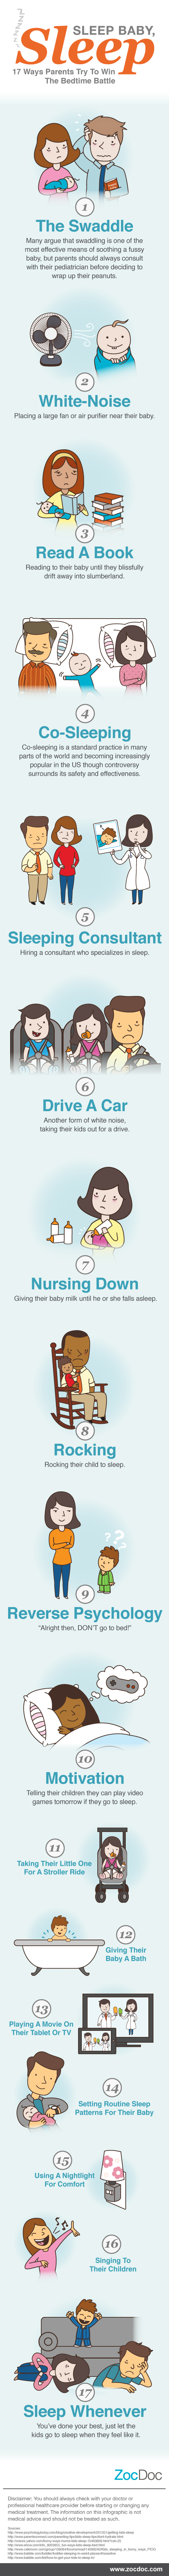 ZZZZZZ
SLEEP BABY,
Sleep
17 Ways Parents Try To Win
The Bedtime Battle
1
The Swaddle
Many argue that swaddling is one of the
most effective means of soothing a fussy
baby, but parents should always consult
with their pediatrician before deciding to
wrap up their peanuts.
2
White-Noise
Placing a large fan or air purifier near their baby.
3
Read A Book
Reading to their baby until they blissfully
drift away into slumberland.
4
Co-Sleeping
Co-sleeping is a standard practice in many
parts of the world and becoming increasingly
popular in the US though controversy
surrounds its safety and effectiveness.
5
Sleeping Consultant
Hiring a consultant who specializes in sleep.
6
Drive A Car
Another form of white noise,
taking their kids out for a drive.
7
Nursing Down
Giving their baby milk until he or she falls asleep.
8
Rocking
Rocking their child to sleep.
? ?
9
Reverse Psychology
"Alright then, DON'T go to bed!"
10
Motivation
Telling their children they can play video
games tomorrow if they go to sleep.
11
Taking Their Little One
For A Stroller Ride
12
Giving Their
Baby A Bath
13
Playing A Movie On
Their Tablet Or TV
14
Setting Routine Sleep
Patterns For Their Baby
15
Using A Nightlight
For Comfort
16
Singing To
Their Children
17
Sleep Whenever
You've done your best, just let the
kids go to sleep when they feel like it.
ZocDoc
Disclaimer: You should always check with your doctor or
professional healthcare provider before starting or changing any
medical treatment. The information on this infographic is not
medical advice and should not be treated as such.
Sources:
www.zocdoc.com